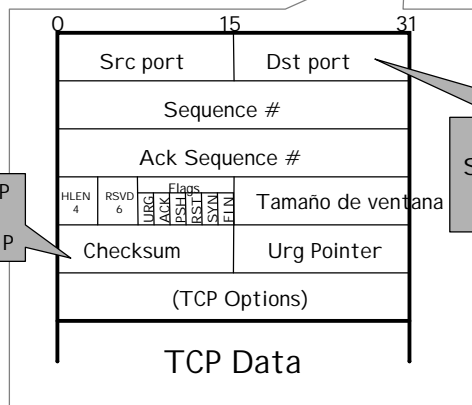 0 15 31
Src port Dst port
Sequence #
Ack Sequence #
HLEN
4
RSVD
6
Flags
URG
ACK
PSH
RST
SYN
FIN
Tamaño de ventana
Checksum Urg Pointer
(TCP Options)
TCP Data
P
P
S